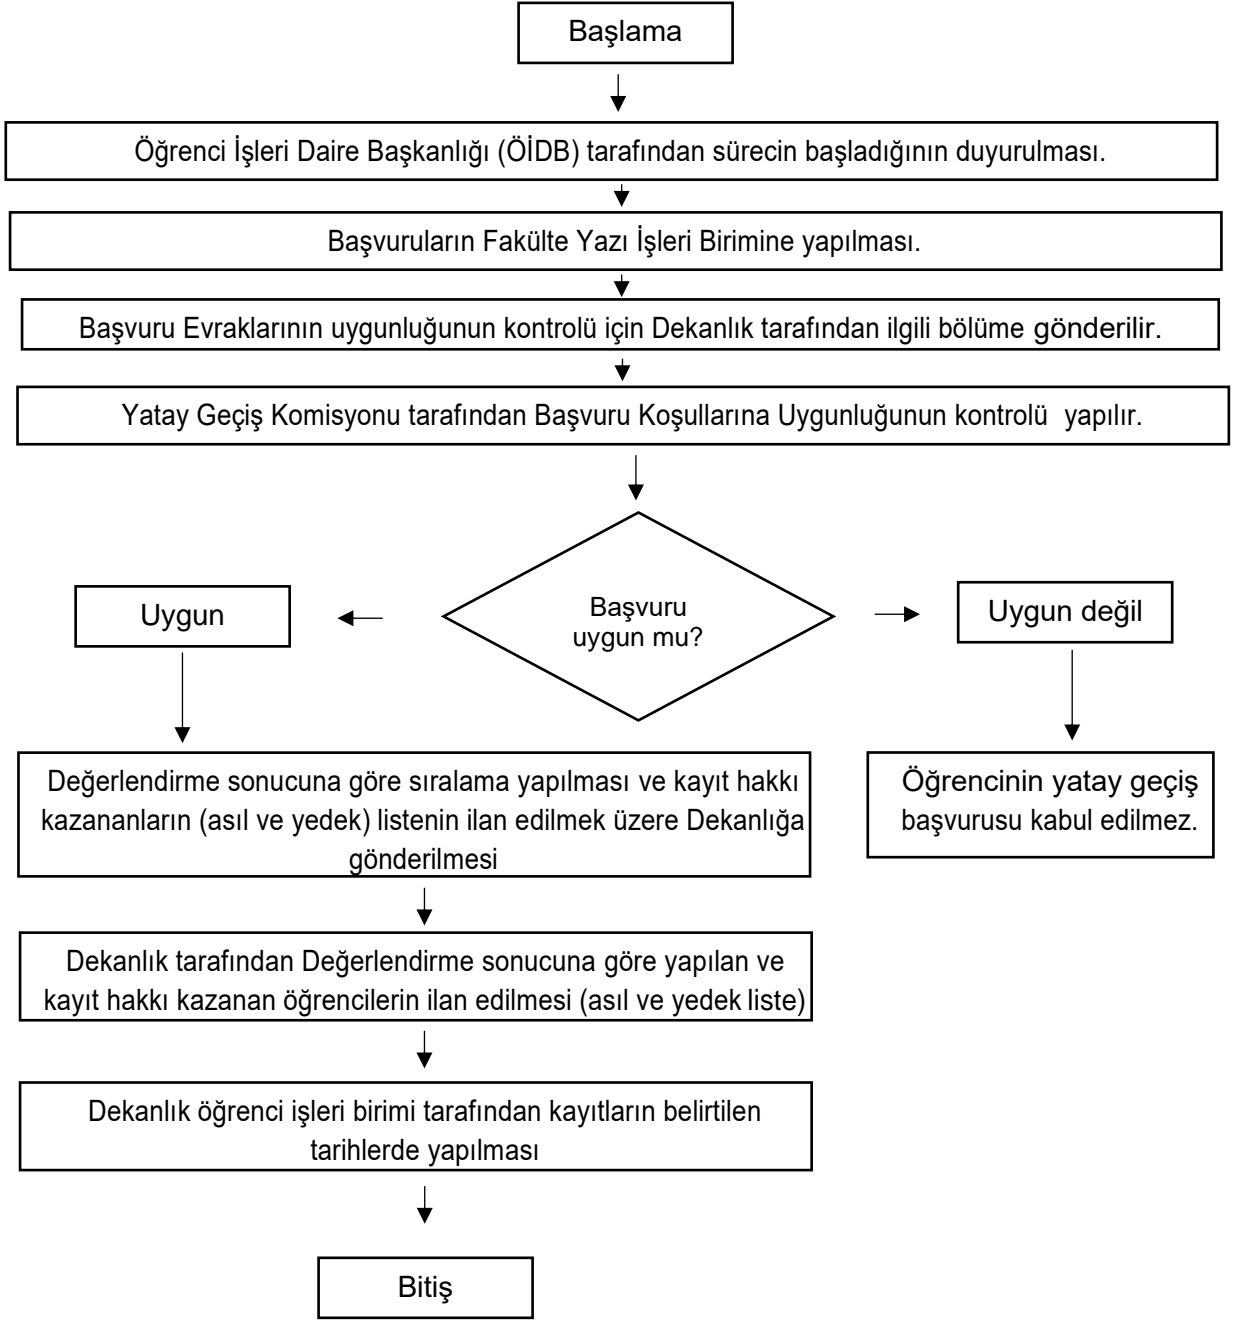 Başlama
Öğrenci İşleri Daire Başkanlığı (ÖİDB) tarafından sürecin başladığının duyurulması.
Başvuruların Fakülte Yazı İşleri Birimine yapılması.
Başvuru Evraklarının uygunluğunun kontrolü için Dekanlık tarafından ilgili bölüme gönderilir.
Yatay Geçiş Komisyonu tarafından Başvuru Koşullarına Uygunluğunun kontrolü yapılır.
Başvuru
uygun mu?
Uygun
Uygun değil
Değerlendirme sonucuna göre sıralama yapılması ve kayıt hakkı
kazananların (asıl ve yedek) listenin ilan edilmek üzere Dekanlığa
gönderilmesi
Öğrencinin yatay geçiş
başvurusu kabul edilmez.
Dekanlık tarafından Değerlendirme sonucuna göre yapılan ve
kayıt hakkı kazanan öğrencilerin ilan edilmesi (asıl ve yedek liste)
Dekanlık öğrenci işleri birimi tarafından kayıtların belirtilen
tarihlerde yapılması
Bitiş